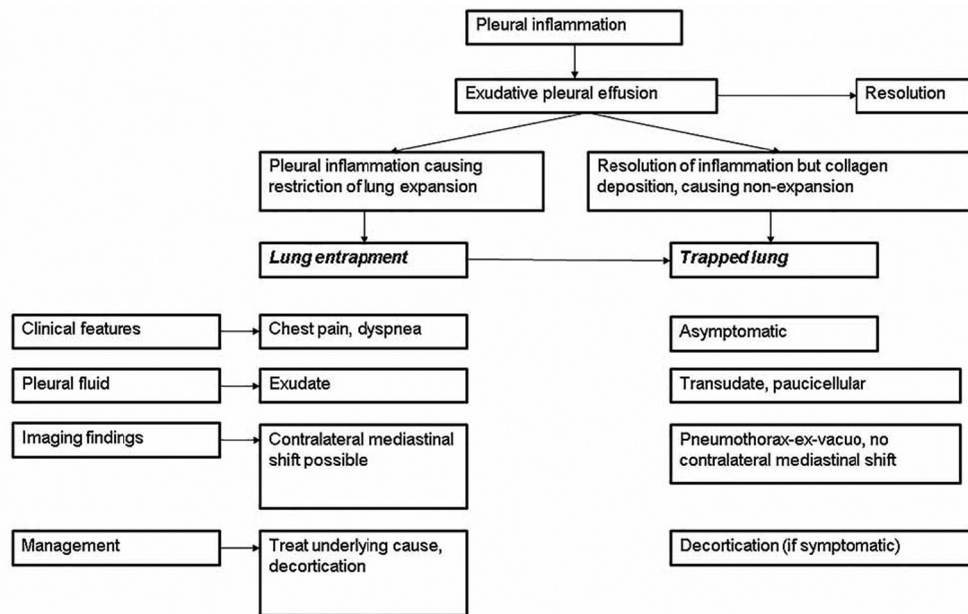 Pleural inflammation
Exudative pleural effusion
Resolution
Pleural inflammation causing
restriction of lung expansion
Resolution of inflammation but collagen
deposition, causing non-expansion
Lung entrapment
Trapped lung
Clinical features
Chest pain, dyspnea
Asymptomatic
Pleural fluid
Exudate
Transudate, paucicellular
Imaging findings
Contralateral mediastinal
shift possible
Pneumothorax-ex-vacuo, no
contralateral mediastinal shift
Management
Treat underlying cause,
decortication
Decortication (if symptomatic)